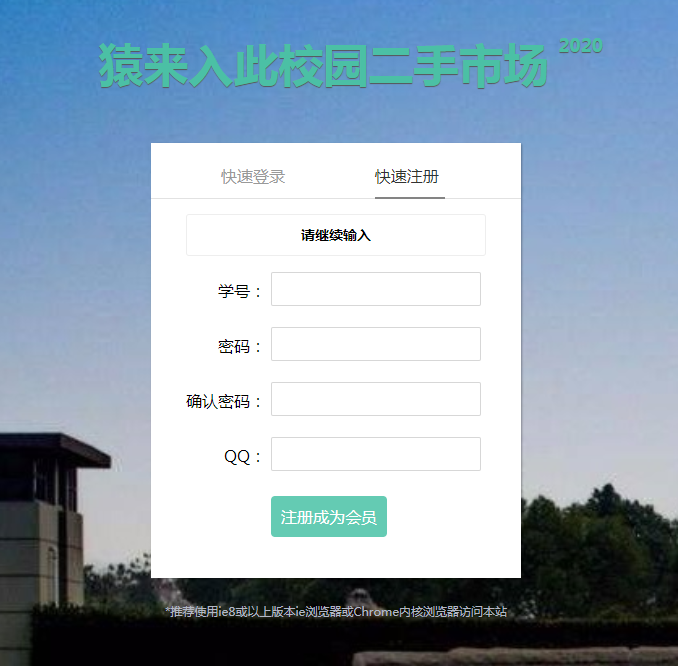 猿来入此校园二手市场 2020
快速登录 快速注册
请继续输入
学号：
密码：
确认密码：
QQ：
注册成为会员
*推荐使用ie8或以上版本ie浏览器或Chrome内核浏览器访问本站